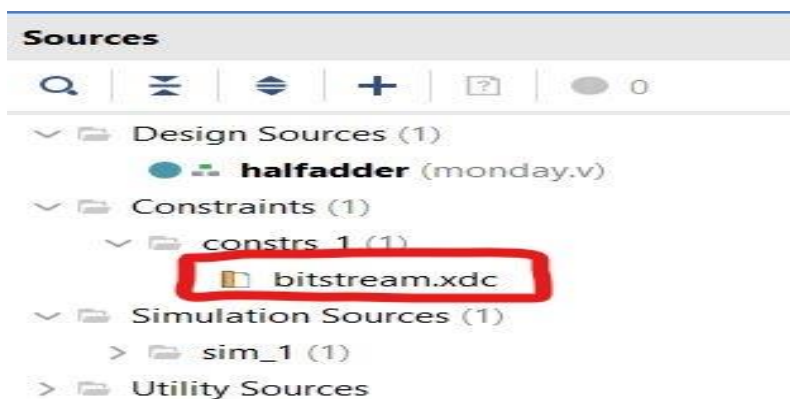 Sources
0
Design Sources (1)
halfadder (monday.v)
Constraints (1)
constrs_1 (1)
bitstream.xdc
Simulation Sources (1)
sim_1 (1)
Utility Sources